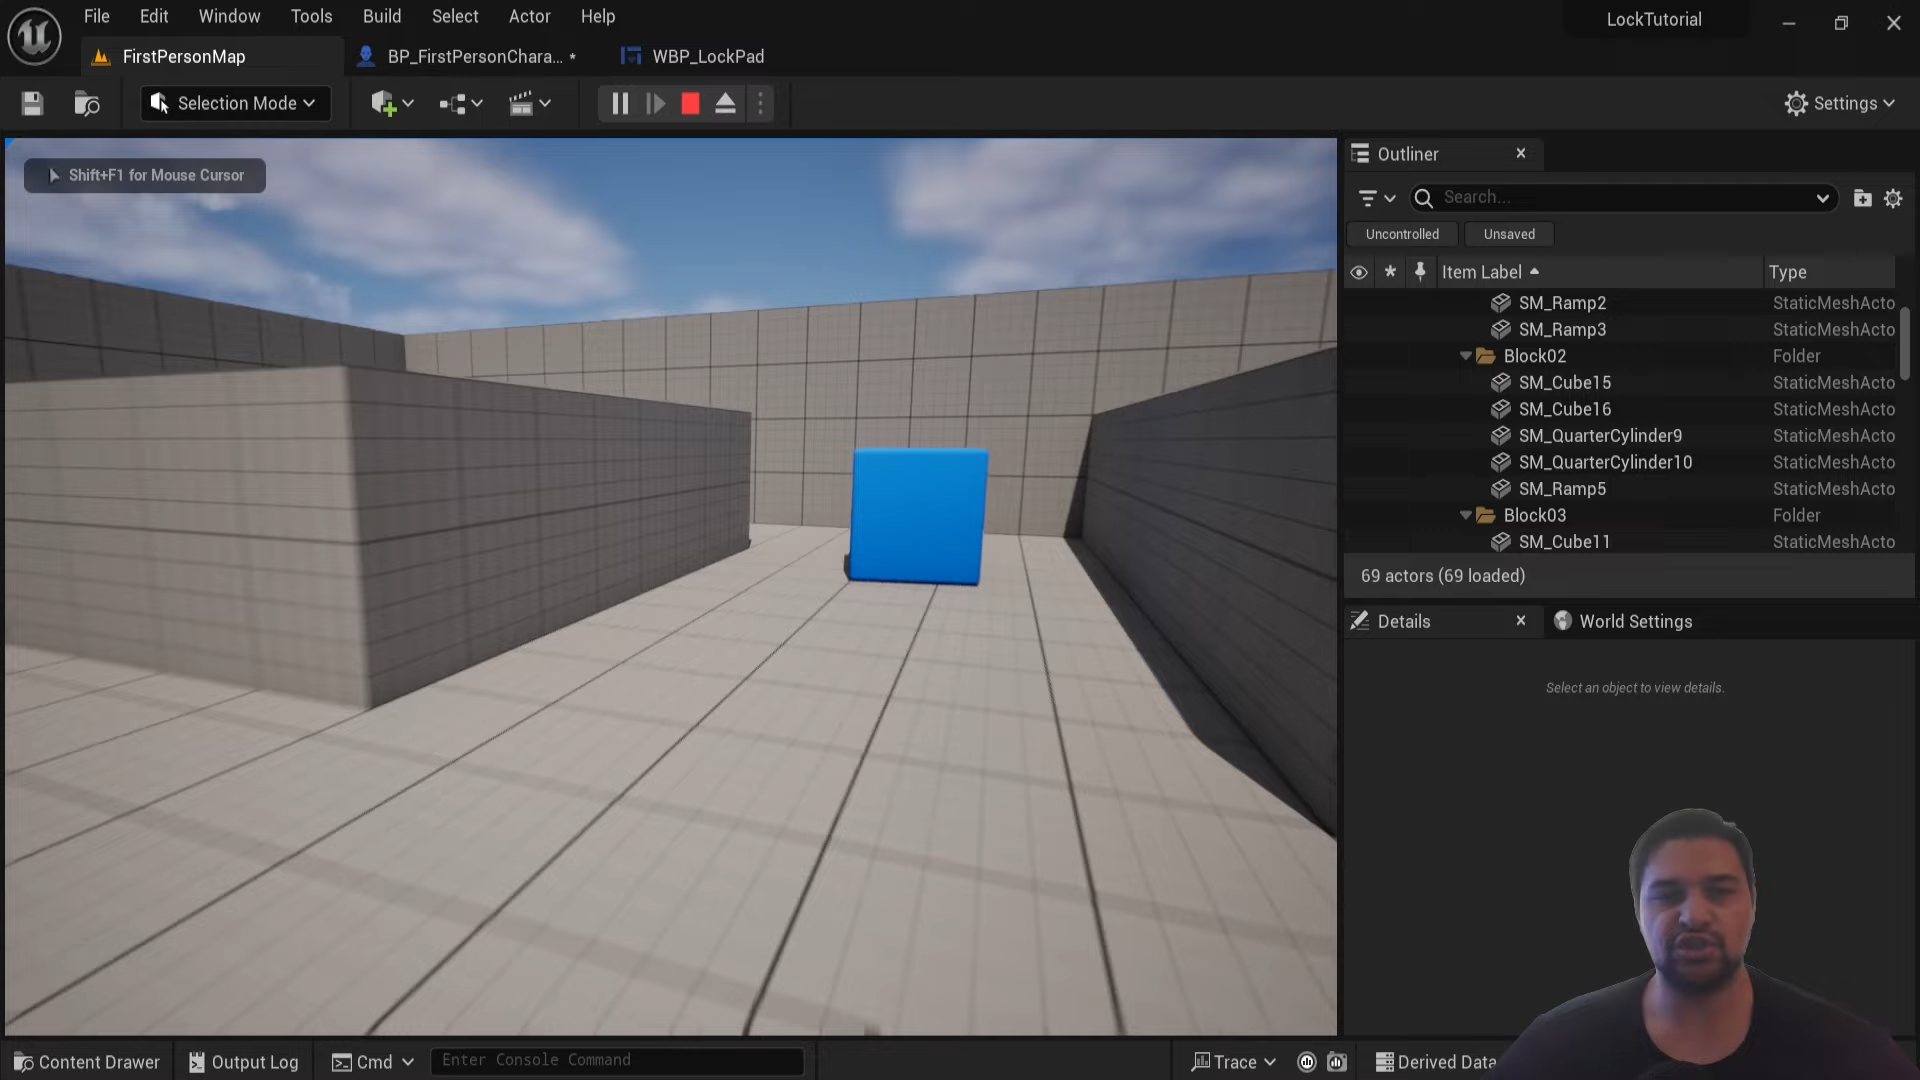 File Edit Window Tools Build Select Actor Help
LockTutorial
FirstPersonMap
BP_FirstPersonChara... *
WBP_LockPad
Selection Mode
Settings
Shift+F1 for Mouse Cursor
Outliner
Search...
Uncontrolled
Unsaved
Item Label
Type
SM_Ramp2 StaticMeshActo
SM_Ramp3 StaticMeshActo
Block02 Folder
SM_Cube15 StaticMeshActo
SM_Cube16 StaticMeshActo
SM_QuarterCylinder9 StaticMeshActo
SM_QuarterCylinder10 StaticMeshActo
SM_Ramp5 StaticMeshActo
Block03 Folder
SM_Cube11 StaticMeshActo
69 actors (69 loaded)
Details
World Settings
Select an object to view details.
Content Drawer
Output Log
Cmd
Enter Console Command
Trace
Derived Data